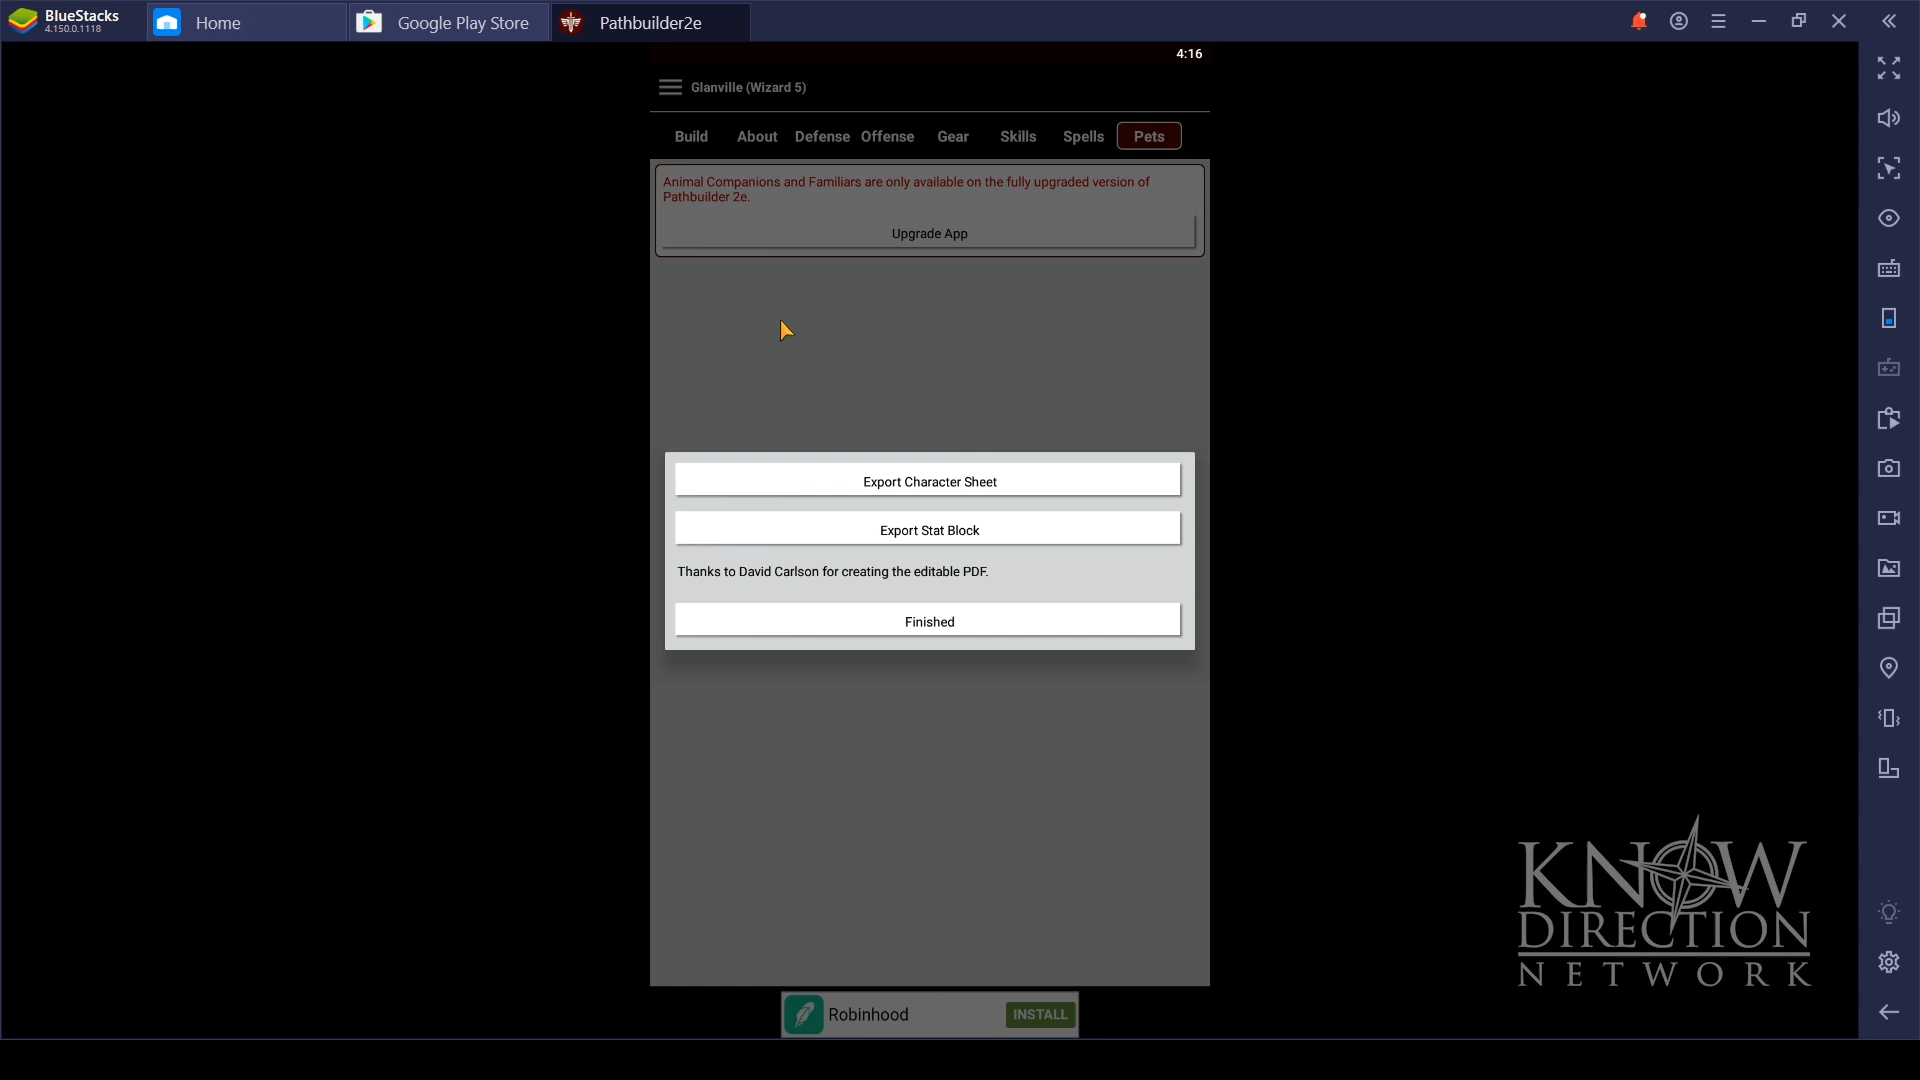 BlueStacks
4.150.0.1118
Home
Google Play Store
Pathbuilder2e
4:16
Glanville (Wizard 5)
Build About Defense Offense Gear Skills Spells Pets
Animal Companions and Familiars are only available on the fully upgraded version of
Pathbuilder 2e.
Upgrade App
Export Character Sheet
Export Stat Block
Thanks to David Carlson for creating the editable PDF.
Finished
KNOW
DIRECTION
NETWORK
Robinhood
INSTALL